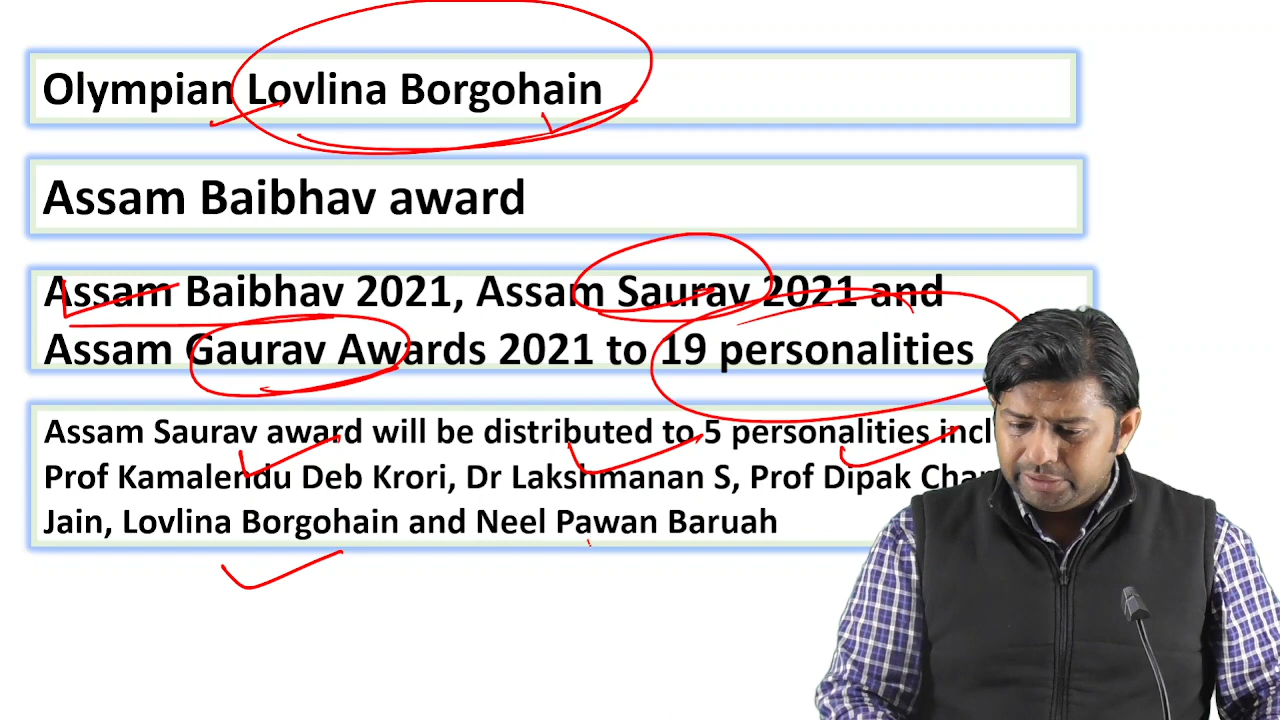 Olympian Lovlina Borgohain
Assam Baibhav award
Assam Baibhav 2021, Assam Saurav 2021 and
Assam Gaurav Awards 2021 to 19 personalities
Assam Saurav award will be distributed to 5 personalities
Prof Kamalendu Deb Krori, Dr Lakshmanan S, Prof Dipak
Jain, Lovlina Borgohain and Neel Pawan Baruah